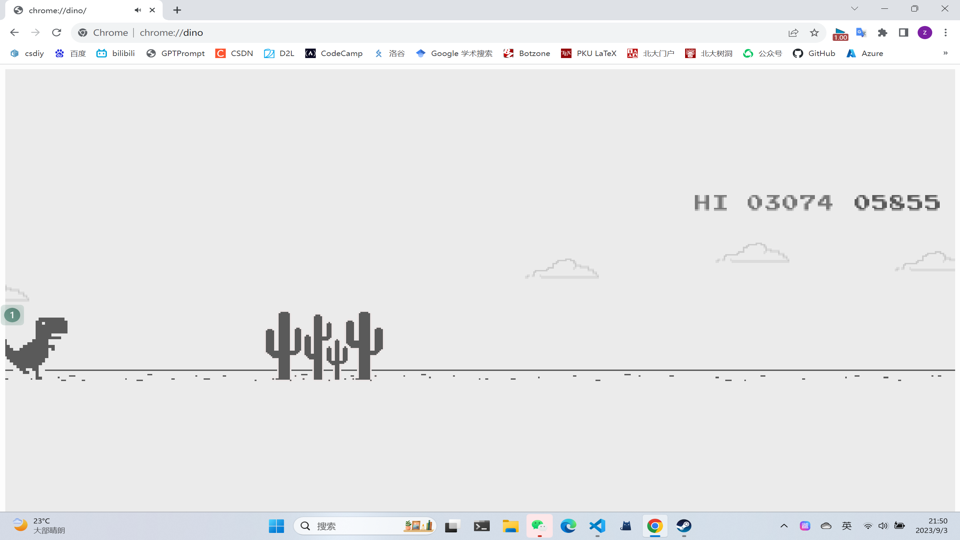 chrome://dino/
Chrome | chrome://dino
1.00
z
csdiy 百度 bilibili GPTPrompt CSDN D2L CodeCamp 洛谷 Google 学术搜索 Botzone PKU LaTeX 北大门户 北大树洞 公众号 GitHub Azure »
HI 03074 05855
1
23°C
大部晴朗
搜索
英
21:50
2023/9/3